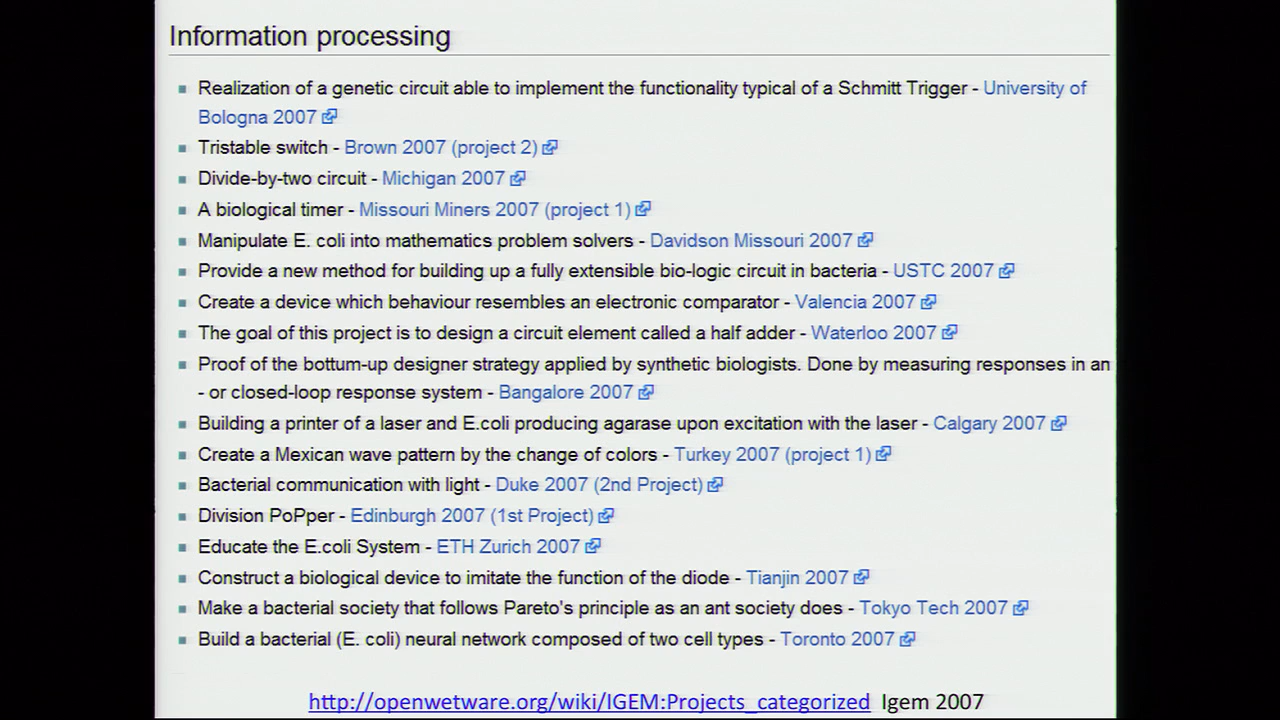 Information processing
Realization of a genetic circuit able to implement the functionality typical of a Schmitt Trigger - University of
Bologna 2007
Tristable switch - Brown 2007 (project 2)
Divide-by-two circuit - Michigan 2007
A biological timer - Missouri Miners 2007 (project 1)
Manipulate E. coli into mathematics problem solvers - Davidson Missouri 2007
Provide a new method for building up a fully extensible bio-logic circuit in bacteria - USTC 2007
Create a device which behaviour resembles an electronic comparator - Valencia 2007
The goal of this project is to design a circuit element called a half adder - Waterloo 2007
Proof of the bottum-up designer strategy applied by synthetic biologists. Done by measuring responses in an
- or closed-loop response system - Bangalore 2007
Building a printer of a laser and E.coli producing agarase upon excitation with the laser - Calgary 2007
Create a Mexican wave pattern by the change of colors - Turkey 2007 (project 1)
Bacterial communication with light - Duke 2007 (2nd Project)
Division PoPper - Edinburgh 2007 (1st Project)
Educate the E.coli System - ETH Zurich 2007
Construct a biological device to imitate the function of the diode - Tianjin 2007
Make a bacterial society that follows Pareto's principle as an ant society does - Tokyo Tech 2007
Build a bacterial (E. coli) neural network composed of two cell types - Toronto 2007
http://openwetware.org/wiki/IGEM:Projects_categorized Igem 2007